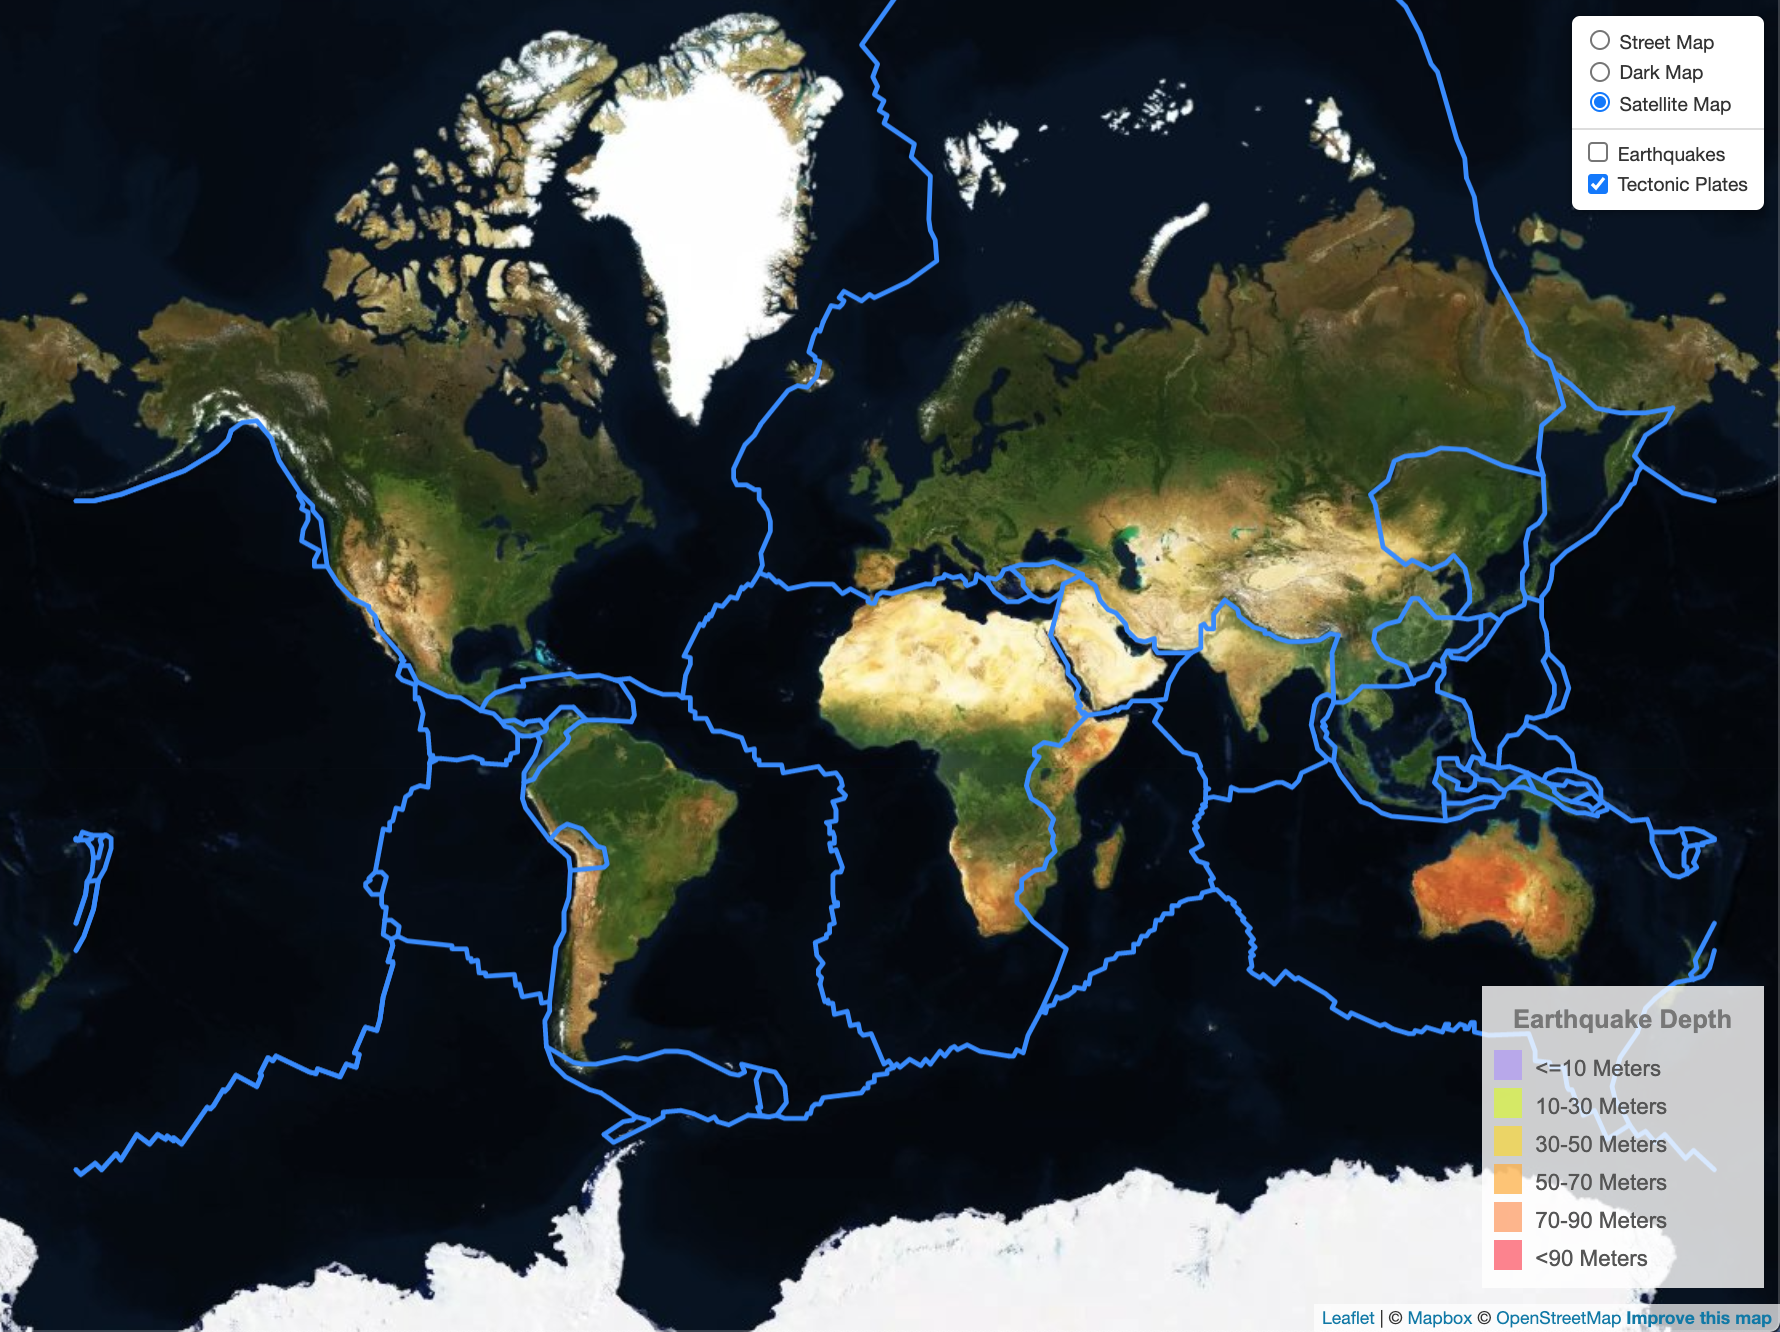 Street Map
Dark Map
Satellite Map
Earthquakes
Tectonic Plates
Earthquake Depth
<=10 Meters
10-30 Meters
30-50 Meters
50-70 Meters
70-90 Meters
<90 Meters
Leaflet | © Mapbox © OpenStreetMap Improve this map